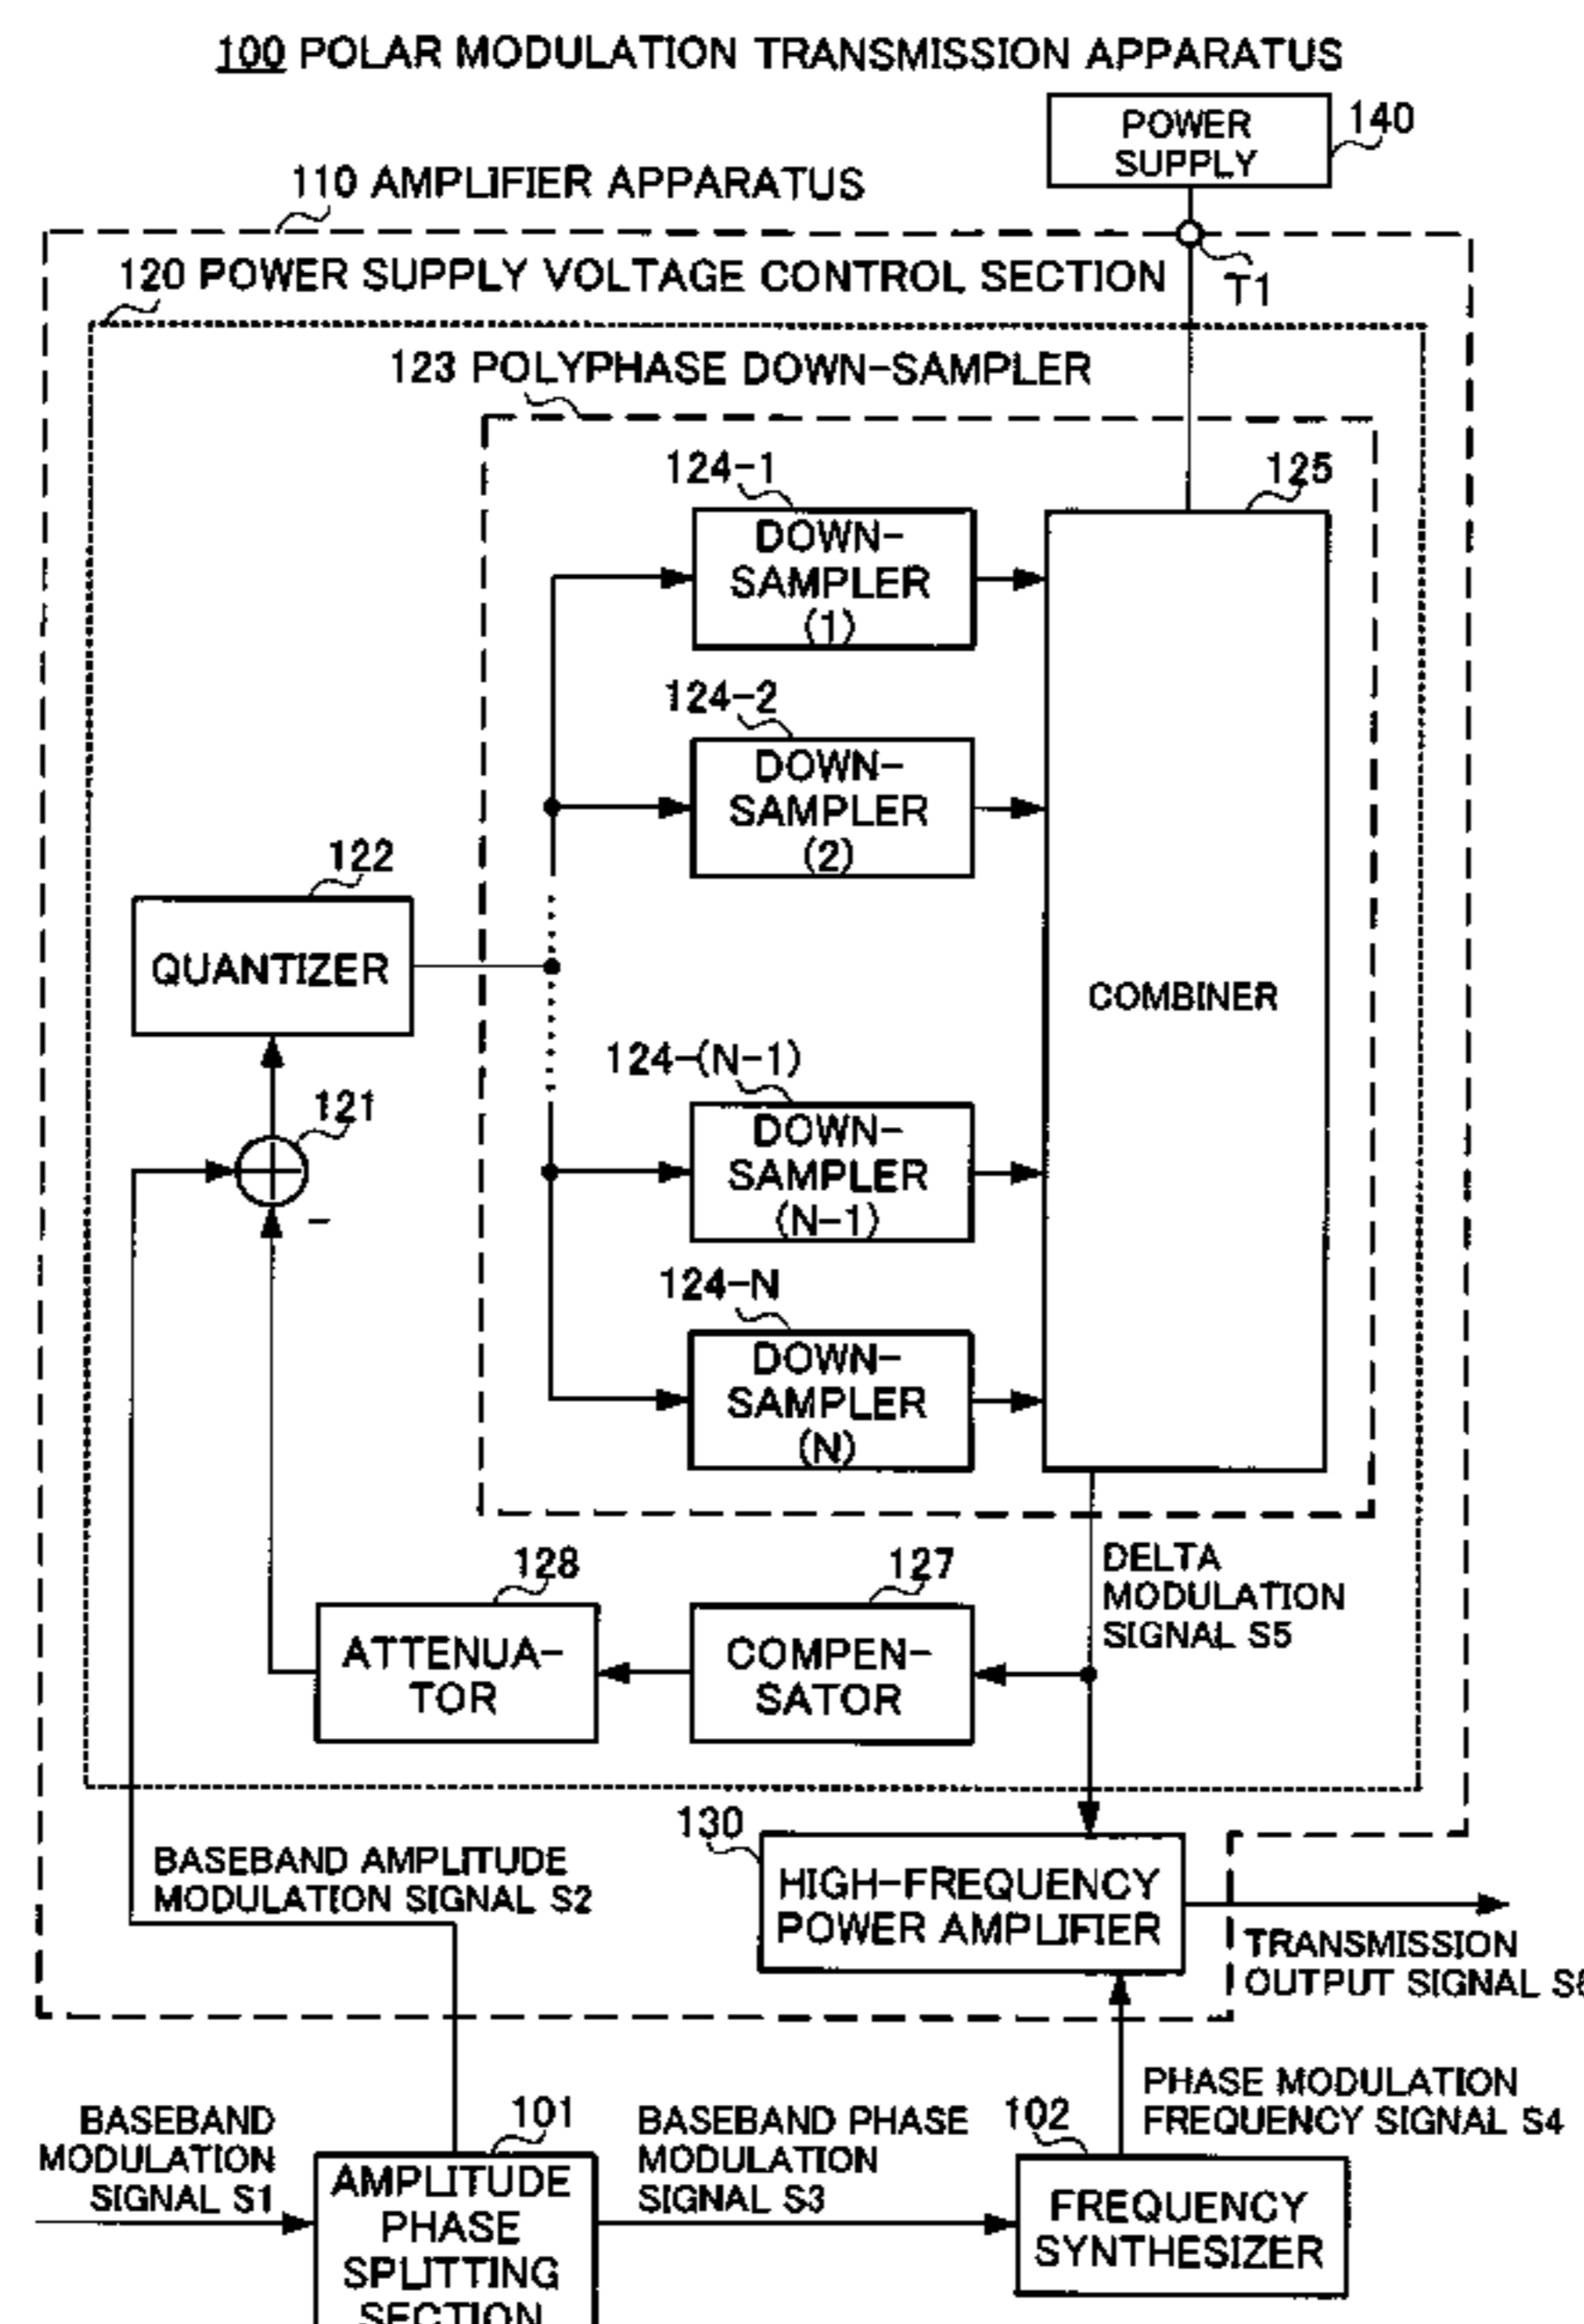 100 POLAR MODULATION TRANSMISSION APPARATUS
POWER
SUPPLY
140
110 AMPLIFIER APPARATUS
T1
120 POWER SUPPLY VOLTAGE CONTROL SECTION
123 POLYPHASE DOWN-SAMPLER
124-1
DOWN-
SAMPLER
(1)
125
124-2
DOWN-
SAMPLER
(2)
122
QUANTIZER
COMBINER
124-(N-1)
DOWN-
SAMPLER
(N-1)
121
-
124-N
DOWN-
SAMPLER
(N)
128
ATTENUA-
TOR
127
COMPEN-
SATOR
DELTA
MODULATION
SIGNAL S5
130
HIGH-FREQUENCY
POWER AMPLIFIER
BASEBAND AMPLITUDE
MODULATION SIGNAL S2
TRANSMISSION
OUTPUT SIGNAL S6
PHASE MODULATION
FREQUENCY SIGNAL S4
BASEBAND
MODULATION
SIGNAL S1
101
AMPLITUDE
PHASE
SPLITTING
SECTION
BASEBAND PHASE
MODULATION
SIGNAL S3
102
FREQUENCY
SYNTHESIZER